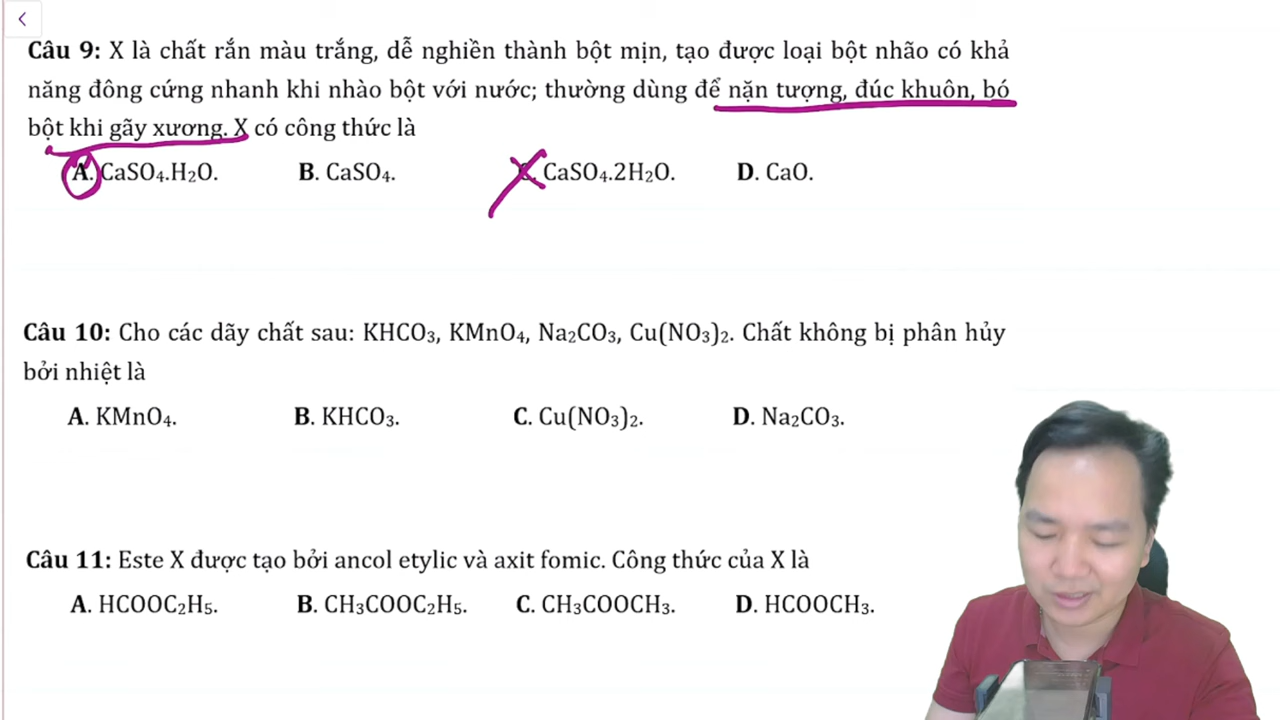 Câu 9: X là chất rắn màu trắng, dễ nghiền thành bột mịn, tạo được loại bột nhão có khả
năng đông cứng nhanh khi nhào bột với nước; thường dùng để nặn tượng, đúc khuôn, bó
bột khi gãy xương. X có công thức là
A. CaSO₄.H₂O. B. CaSO₄. C. CaSO₄.2H₂O. D. CaO.
Câu 10: Cho các dãy chất sau: KHCO₃, KMnO₄, Na₂CO₃, Cu(NO₃)₂. Chất không bị phân hủy
bởi nhiệt là
A. KMnO₄. B. KHCO₃. C. Cu(NO₃)₂. D. Na₂CO₃.
Câu 11: Este X được tạo bởi ancol etylic và axit fomic. Công thức của X là
A. HCOOC₂H₅. B. CH₃COOC₂H₅. C. CH₃COOCH₃. D. HCOOCH₃.